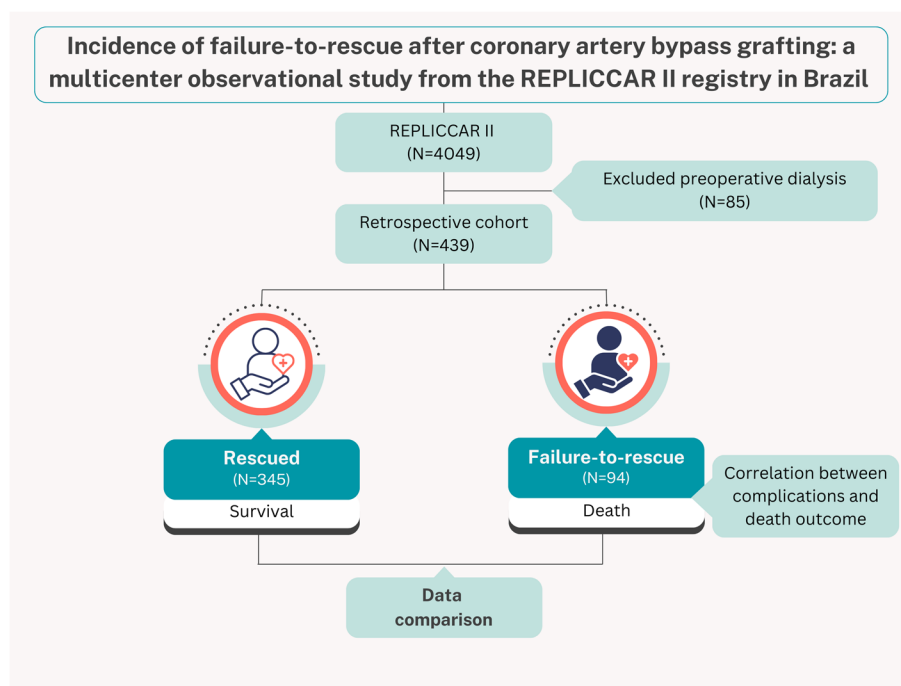 Incidence of failure-to-rescue after coronary artery bypass grafting: a
multicenter observational study from the REPLICCAR II registry in Brazil
REPLICCAR II
(N=4049)
Excluded preoperative dialysis
(N=85)
Retrospective cohort
(N=439)
Rescued
(N=345)
Survival
Failure-to-rescue
(N=94)
Death
Correlation between
complications and
death outcome
Data
comparison